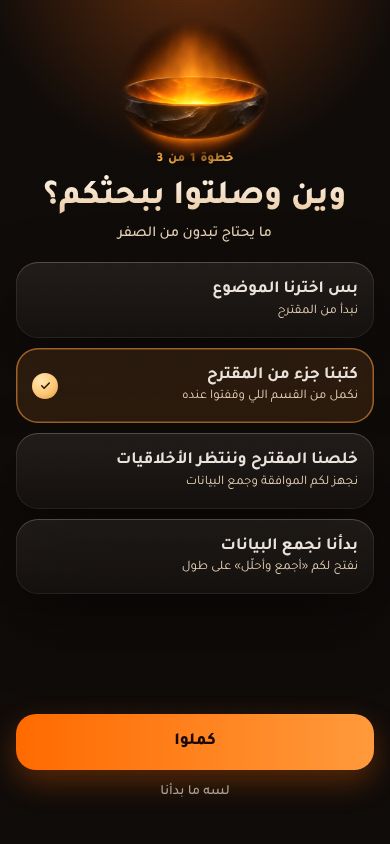 خطوة 1 من 3
وين وصلتوا ببحثكم؟
ما يحتاج تبدون من الصفر
بس اخترنا الموضوع
نبدأ من المقترح
كتبنا جزء من المقترح
نكمل من القسم اللي وقفتوا عنده
خلصنا المقترح وننتظر الأخلاقيات
نجهز لكم الموافقة وجمع البيانات
بدأنا نجمع البيانات
نفتح لكم «أجمع وأحلّل» على طول
كملوا
لسه ما بدأنا